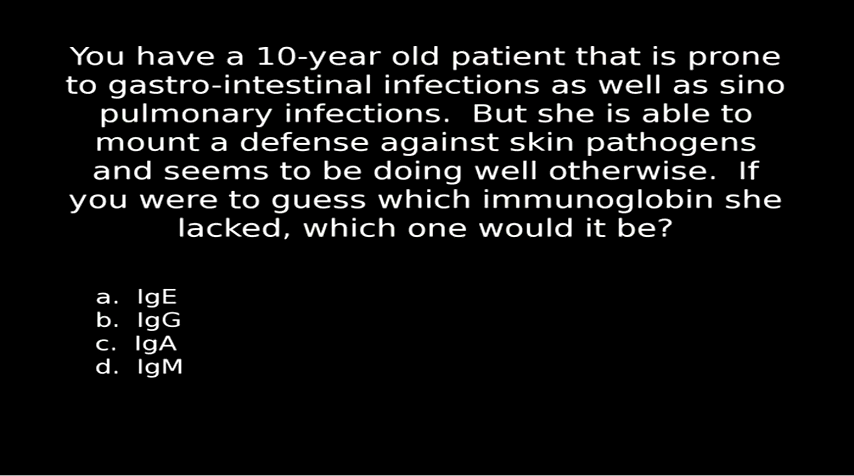 You have a 10-year old patient that is prone
to gastro-intestinal infections as well as sino
pulmonary infections.  But she is able to
mount a defense against skin pathogens
and seems to be doing well otherwise.  If
you were to guess which immunoglobin she
lacked, which one would it be?
a.  IgE
b.  IgG
c.  IgA
d.  IgM